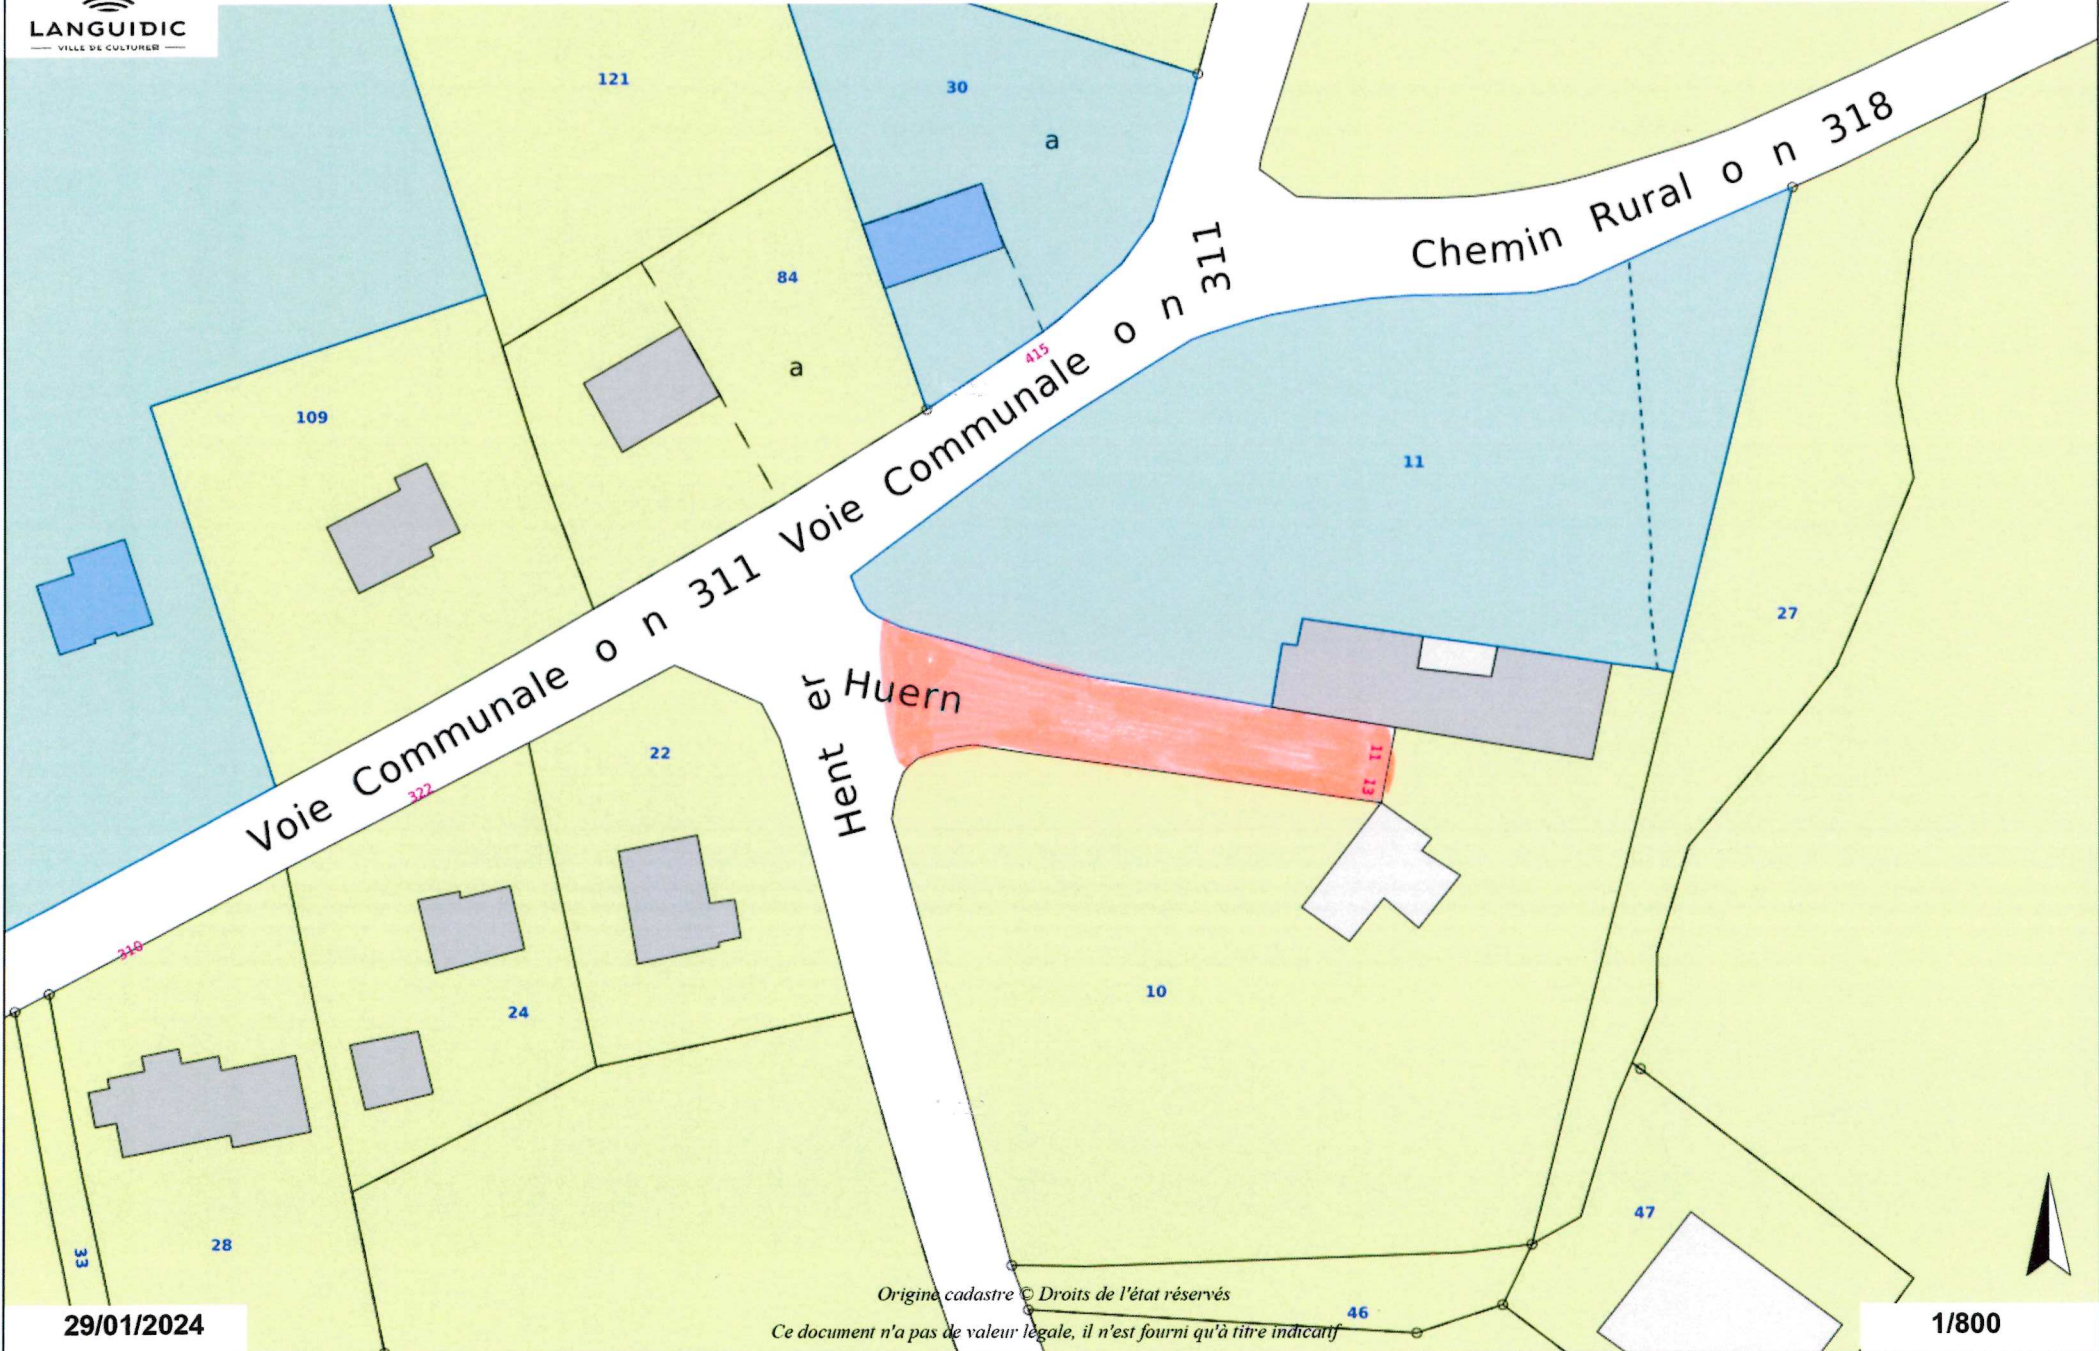 LANGUIDIC
VILLE DE CULTURES
121
30
a
Chemin Rural o n 318
84
a
415
109
11
Voie Communale o n 311
Voie Communale o n 311
27
Hent er Huern
11
13
22
322
310
10
24
28
33
47
46
Origine cadastre © Droits de l'état réservés
Ce document n'a pas de valeur légale, il n'est fourni qu'à titre indicatif
29/01/2024
1/800